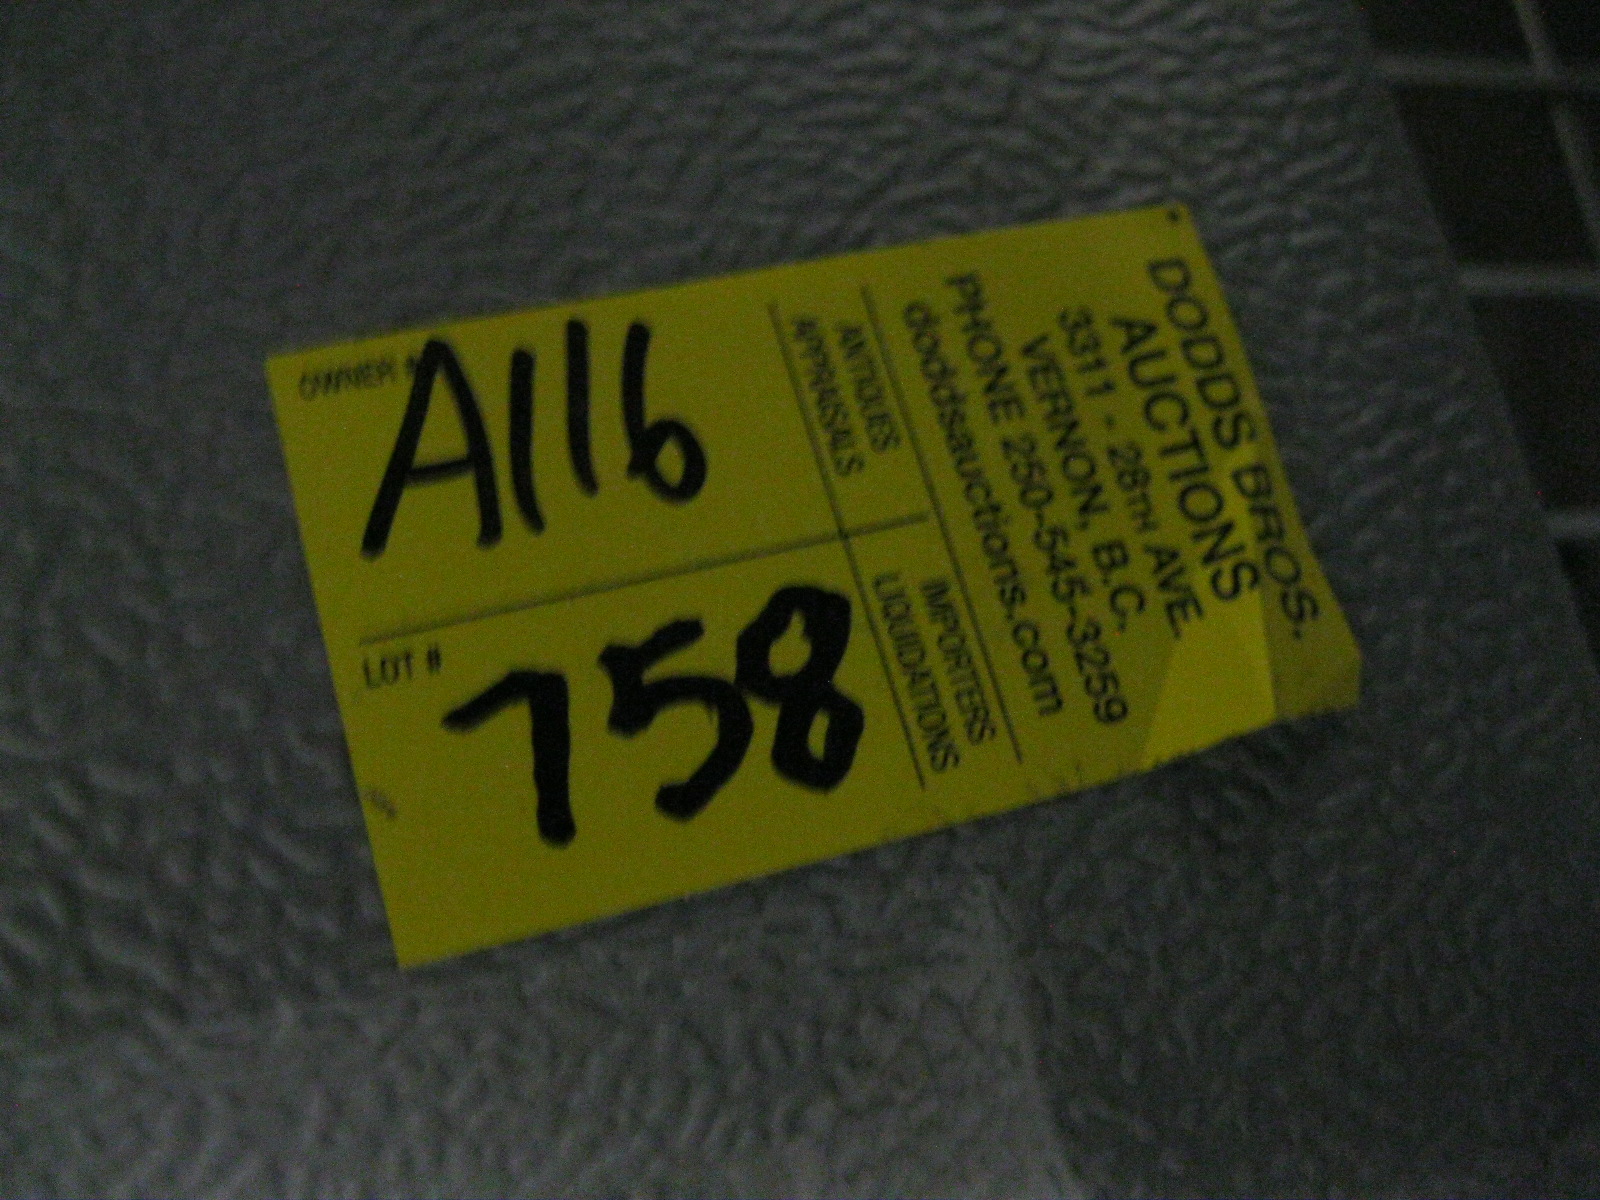 DODDS BROS.
AUCTIONS
3311 - 28TH AVE.
VERNON, B.C.
PHONE 250-545-3259
doddsauctions.com
ANTIQUES
APPRAISALS
IMPORTERS
LIQUIDATIONS
OWNER #
A116
LOT #
758